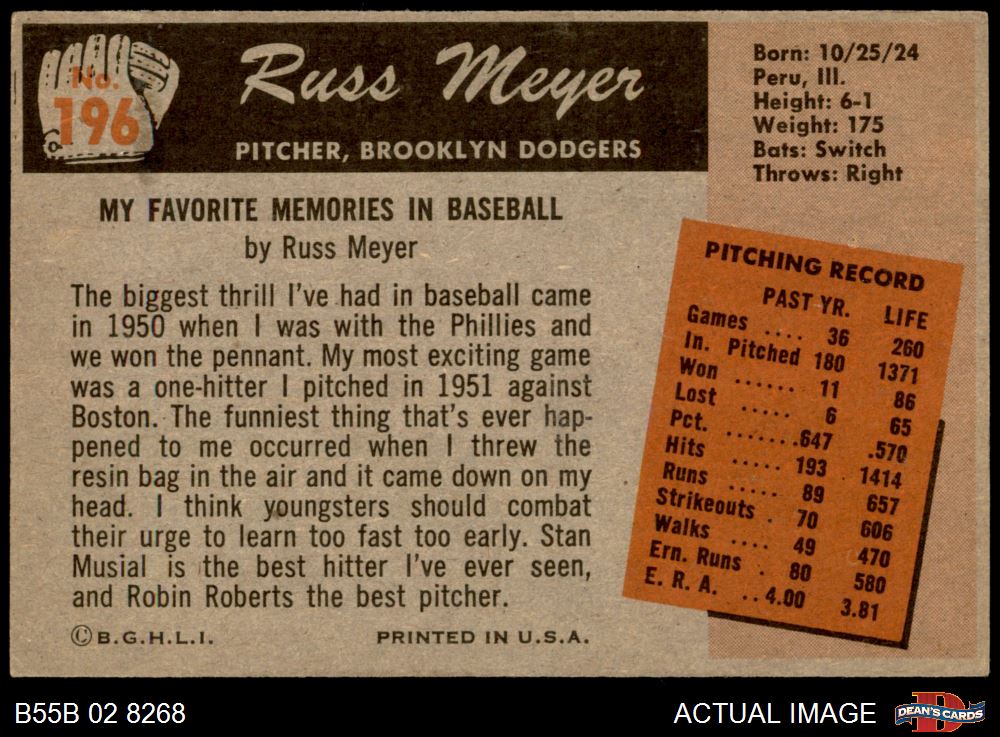 No.
196
Russ Meyer
PITCHER, BROOKLYN DODGERS
Born: 10/25/24
Peru, Ill.
Height: 6-1
Weight: 175
Bats: Switch
Throws: Right
MY FAVORITE MEMORIES IN BASEBALL
by Russ Meyer
The biggest thrill I've had in baseball came
in 1950 when I was with the Phillies and
we won the pennant. My most exciting game
was a one-hitter I pitched in 1951 against
Boston. The funniest thing that's ever hap-
pened to me occurred when I threw the
resin bag in the air and it came down on my
head. I think youngsters should combat
their urge to learn too fast too early. Stan
Musial is the best hitter I've ever seen,
and Robin Roberts the best pitcher.
©B.G.H.L.I. PRINTED IN U.S.A.
PITCHING RECORD
PAST YR. LIFE
Games .... 36 260
In. Pitched 180 1371
Won ...... 11 86
Lost ..... 6 65
Pct. .......647 .570
Hits ..... 193 1414
Runs ..... 89 657
Strikeouts . 70 606
Walks .... 49 470
Ern. Runs . 80 580
E. R. A. ..4.00 3.81
B55B 02 8268
ACTUAL IMAGE
DEAN'S CARDS